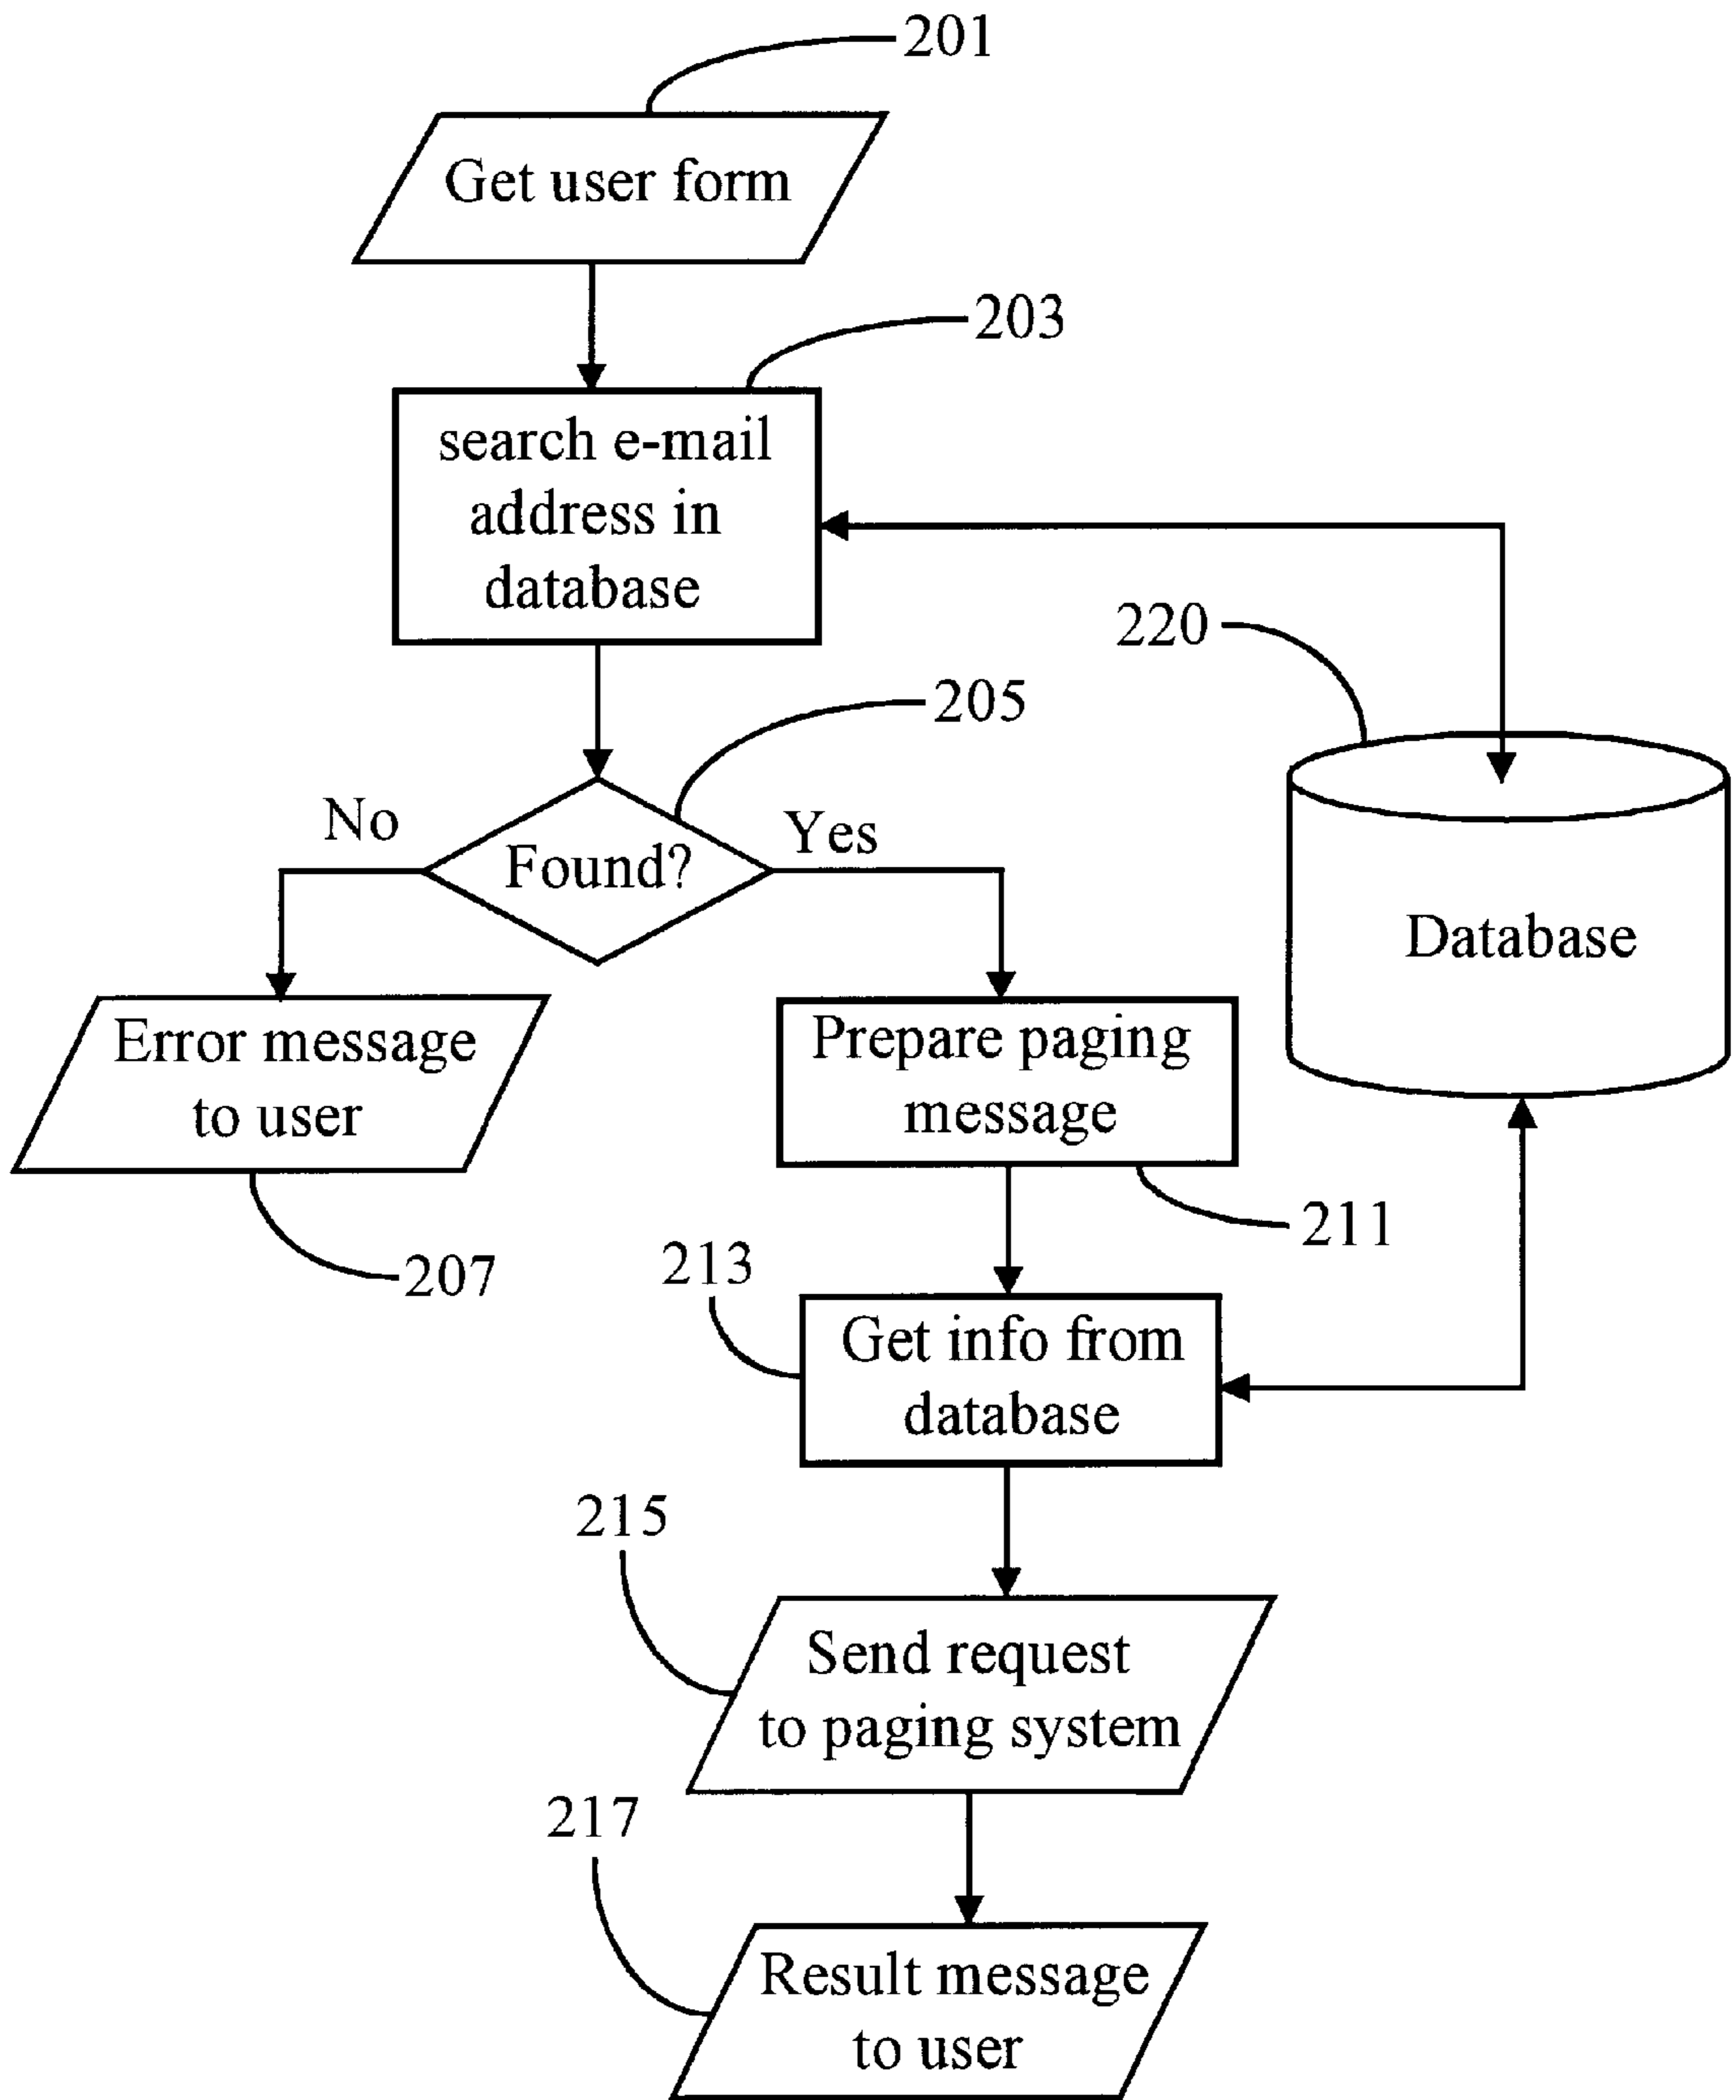 201
Get user form
203
search e-mail
address in
database
220
205
No
Yes
Found?
Database
Error message
to user
Prepare paging
message
211
207
213
Get info from
database
215
Send request
to paging system
217
Result message
to user